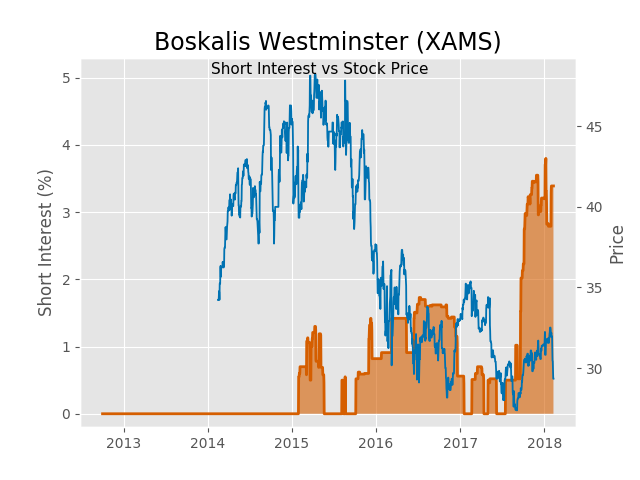 Boskalis Westminster (XAMS)
Short Interest vs Stock Price
Short Interest (%)
5
4
3
2
1
0
45
40
35
30
Price
2013 2014 2015 2016 2017 2018